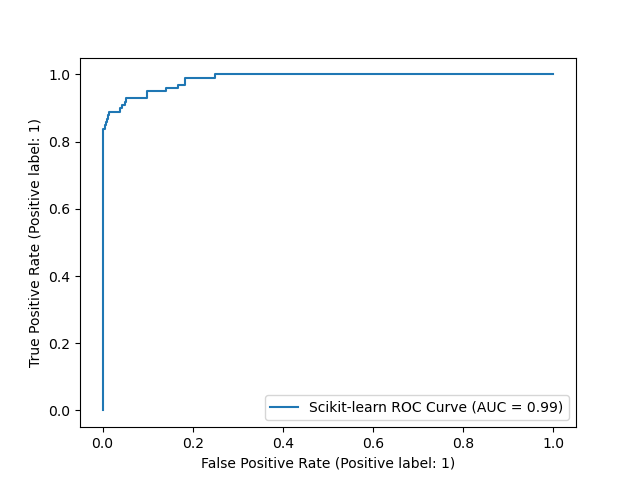 1.0
0.8
0.6
0.4
0.2
0.0
True Positive Rate (Positive label: 1)
Scikit-learn ROC Curve (AUC = 0.99)
0.0 0.2 0.4 0.6 0.8 1.0
False Positive Rate (Positive label: 1)